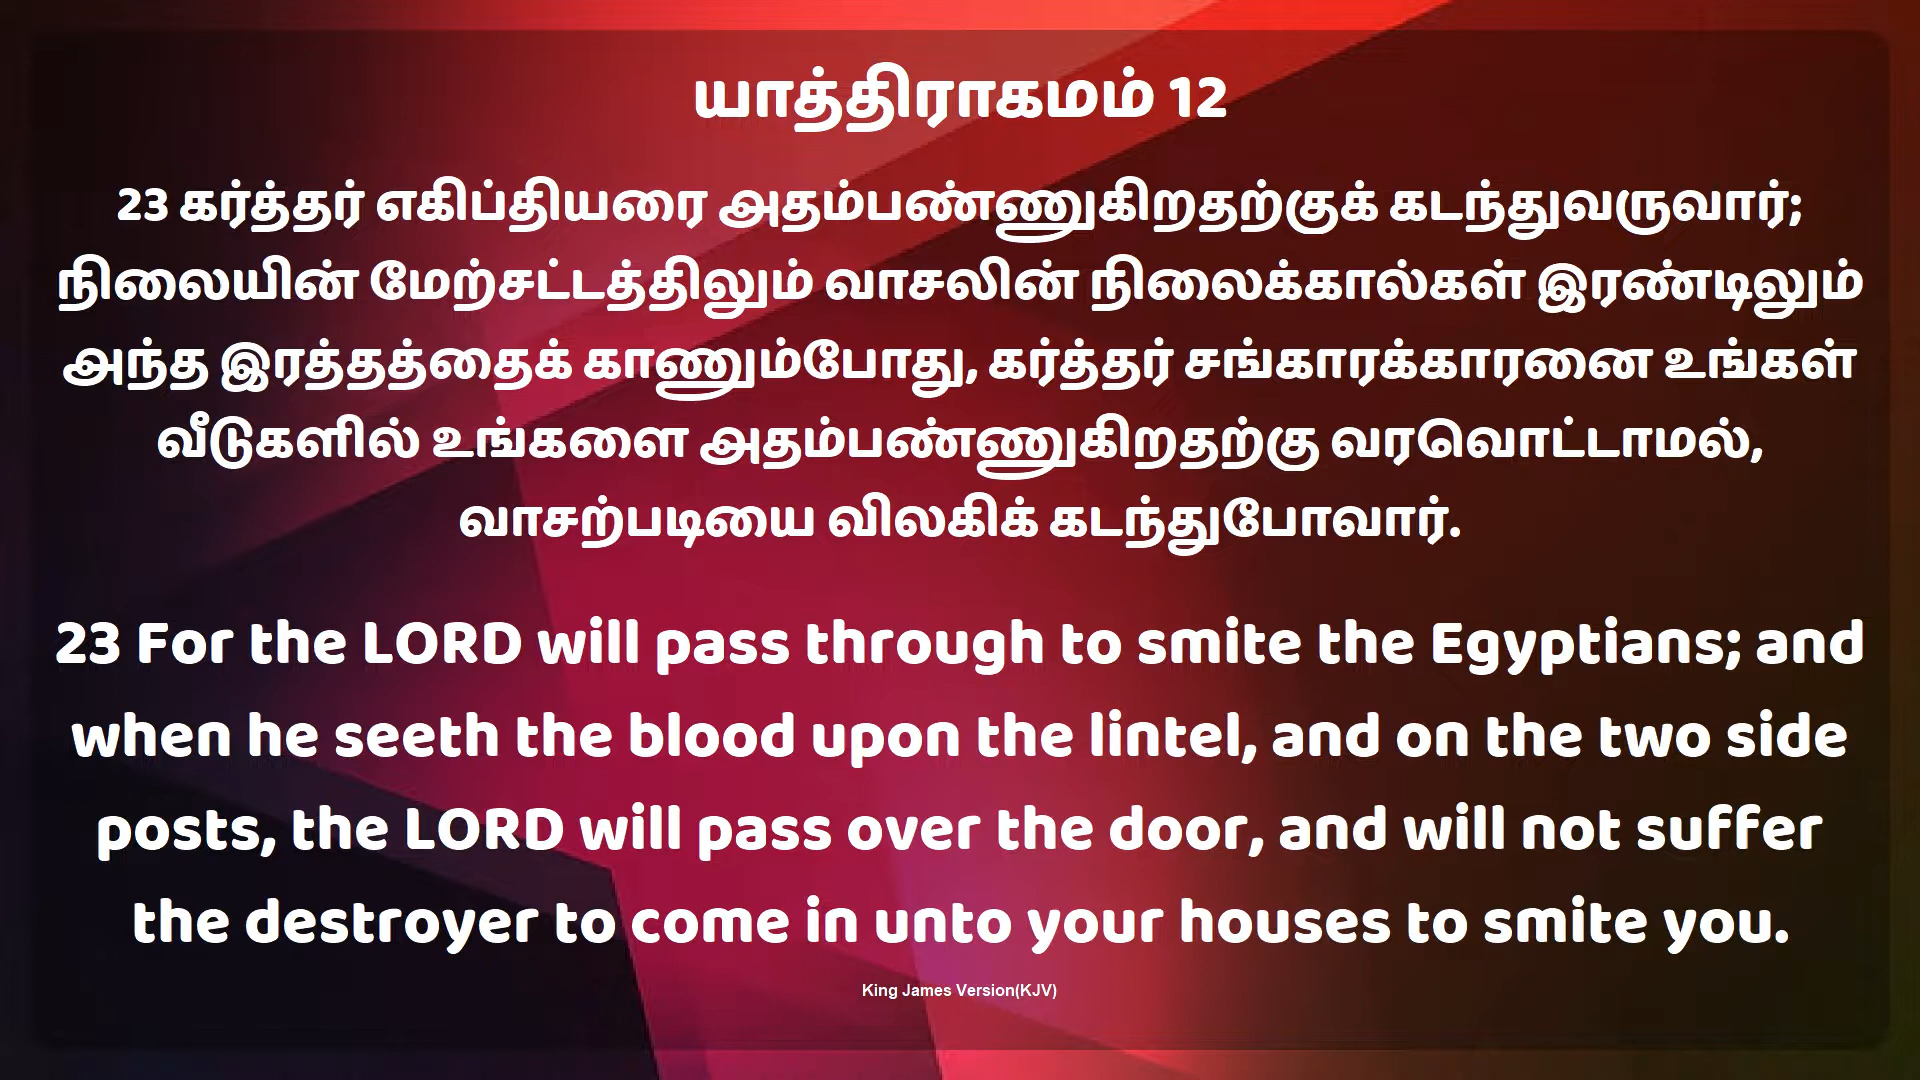 யாத்திராகமம் 12
23 கர்த்தர் எகிப்தியரை அதம்பண்ணுகிறதற்குக் கடந்துவருவார்;
நிலையின் மேற்சட்டத்திலும் வாசலின் நிலைக்கால்கள் இரண்டிலும்
அந்த இரத்தத்தைக் காணும்போது, கர்த்தர் சங்காரக்காரனை உங்கள்
வீடுகளில் உங்களை அதம்பண்ணுகிறதற்கு வரவொட்டாமல்,
வாசற்படியை விலகிக் கடந்துபோவார்.
23 For the LORD will pass through to smite the Egyptians; and
when he seeth the blood upon the lintel, and on the two side
posts, the LORD will pass over the door, and will not suffer
the destroyer to come in unto your houses to smite you.
King James Version(KJV)